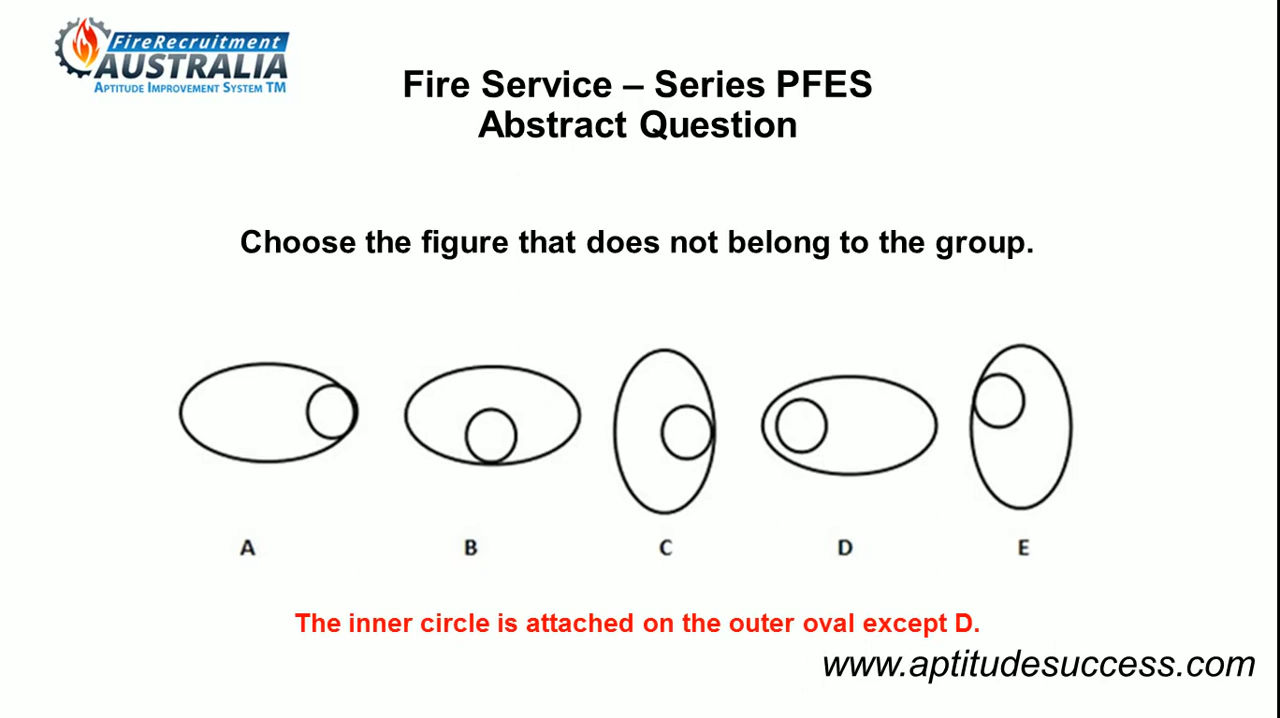 FireRecruitment
AUSTRALIA
APTITUDE IMPROVEMENT SYSTEM TM
Fire Service – Series PFES
Abstract Question
Choose the figure that does not belong to the group.
A B C D E
The inner circle is attached on the outer oval except D.
www.aptitudesuccess.com